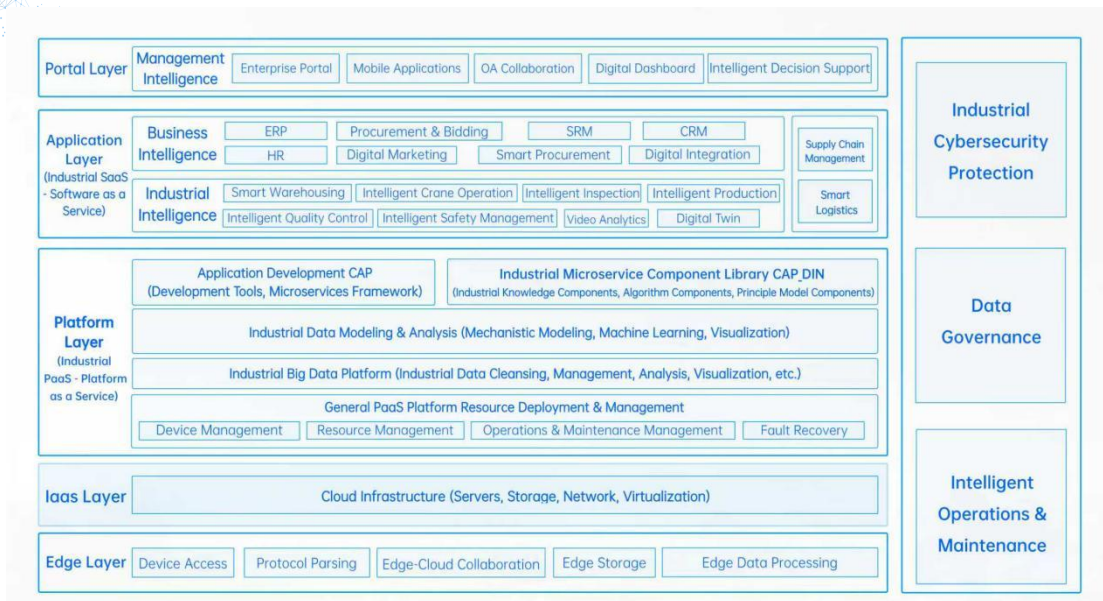 Portal Layer
Management
Intelligence
Enterprise Portal
Mobile Applications
OA Collaboration
Digital Dashboard
Intelligent Decision Support
Application
Layer
(Industrial SaaS
- Software as a
Service)
Business
Intelligence
ERP
Procurement & Bidding
SRM
CRM
HR
Digital Marketing
Smart Procurement
Digital Integration
Industrial
Intelligence
Smart Warehousing
Intelligent Crane Operation
Intelligent Inspection
Intelligent Production
Intelligent Quality Control
Intelligent Safety Management
Video Analytics
Digital Twin
Supply Chain
Management
Smart
Logistics
Platform
Layer
(Industrial
PaaS - Platform
as a Service)
Application Development CAP
(Development Tools, Microservices Framework)
Industrial Microservice Component Library CAP_DIN
(Industrial Knowledge Components, Algorithm Components, Principle Model Components)
Industrial Data Modeling & Analysis (Mechanistic Modeling, Machine Learning, Visualization)
Industrial Big Data Platform (Industrial Data Cleansing, Management, Analysis, Visualization, etc.)
General PaaS Platform Resource Deployment & Management
Device Management
Resource Management
Operations & Maintenance Management
Fault Recovery
Iaas Layer
Cloud Infrastructure (Servers, Storage, Network, Virtualization)
Edge Layer
Device Access
Protocol Parsing
Edge-Cloud Collaboration
Edge Storage
Edge Data Processing
Industrial
Cybersecurity
Protection
Data
Governance
Intelligent
Operations &
Maintenance